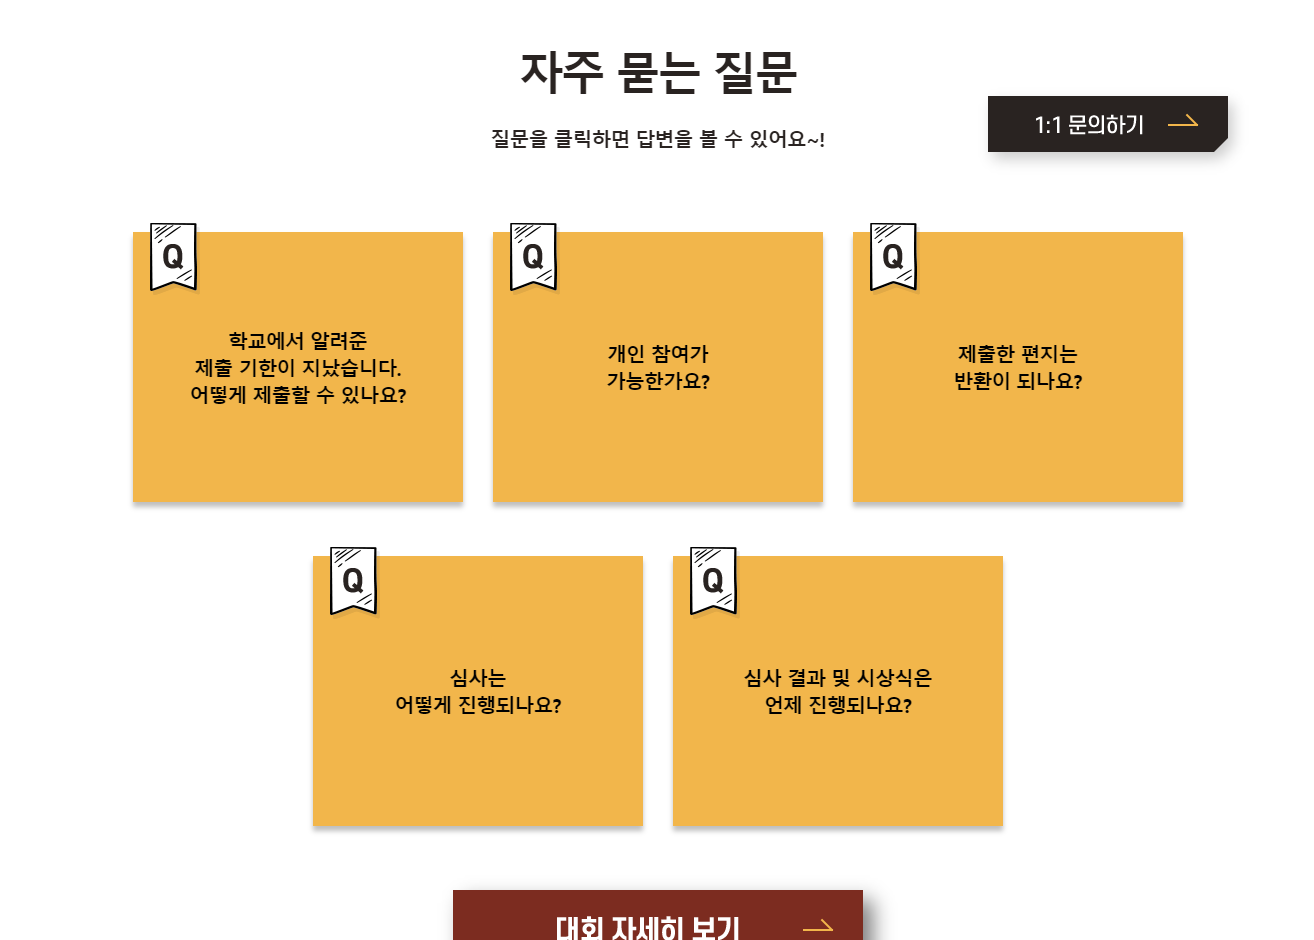 자주 묻는 질문
질문을 클릭하면 답변을 볼 수 있어요~!
1:1 문의하기
Q
학교에서 알려준
제출 기한이 지났습니다.
어떻게 제출할 수 있나요?
Q
개인 참여가
가능한가요?
Q
제출한 편지는
반환이 되나요?
Q
심사는
어떻게 진행되나요?
Q
심사 결과 및 시상식은
언제 진행되나요?
대회 자세히 보기